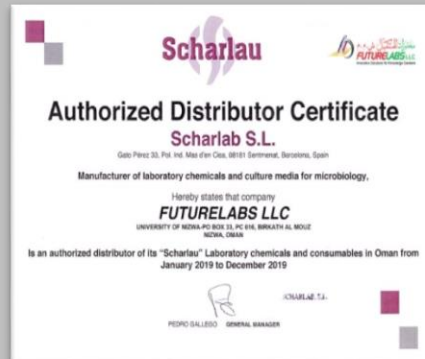 Scharlau
FUTURELABS LLC
Authorized Distributor Certificate
Scharlab S.L.
Gato Pérez 33, Pol. Ind. Mas d'en Cisa, 08181 Sentmenat, Barcelona, Spain
Manufacturer of laboratory chemicals and culture media for microbiology,
Hereby states that company
FUTURELABS LLC
UNIVERSITY OF NIZWA-PO BOX 33, PC 616, BIRKATH AL MOUZ
NIZWA, OMAN
Is an authorized distributor of its "Scharlau" Laboratory chemicals and consumables in Oman from
January 2019 to December 2019
SCHARLAB S.L.
PEDRO GALLEGO GENERAL MANAGER